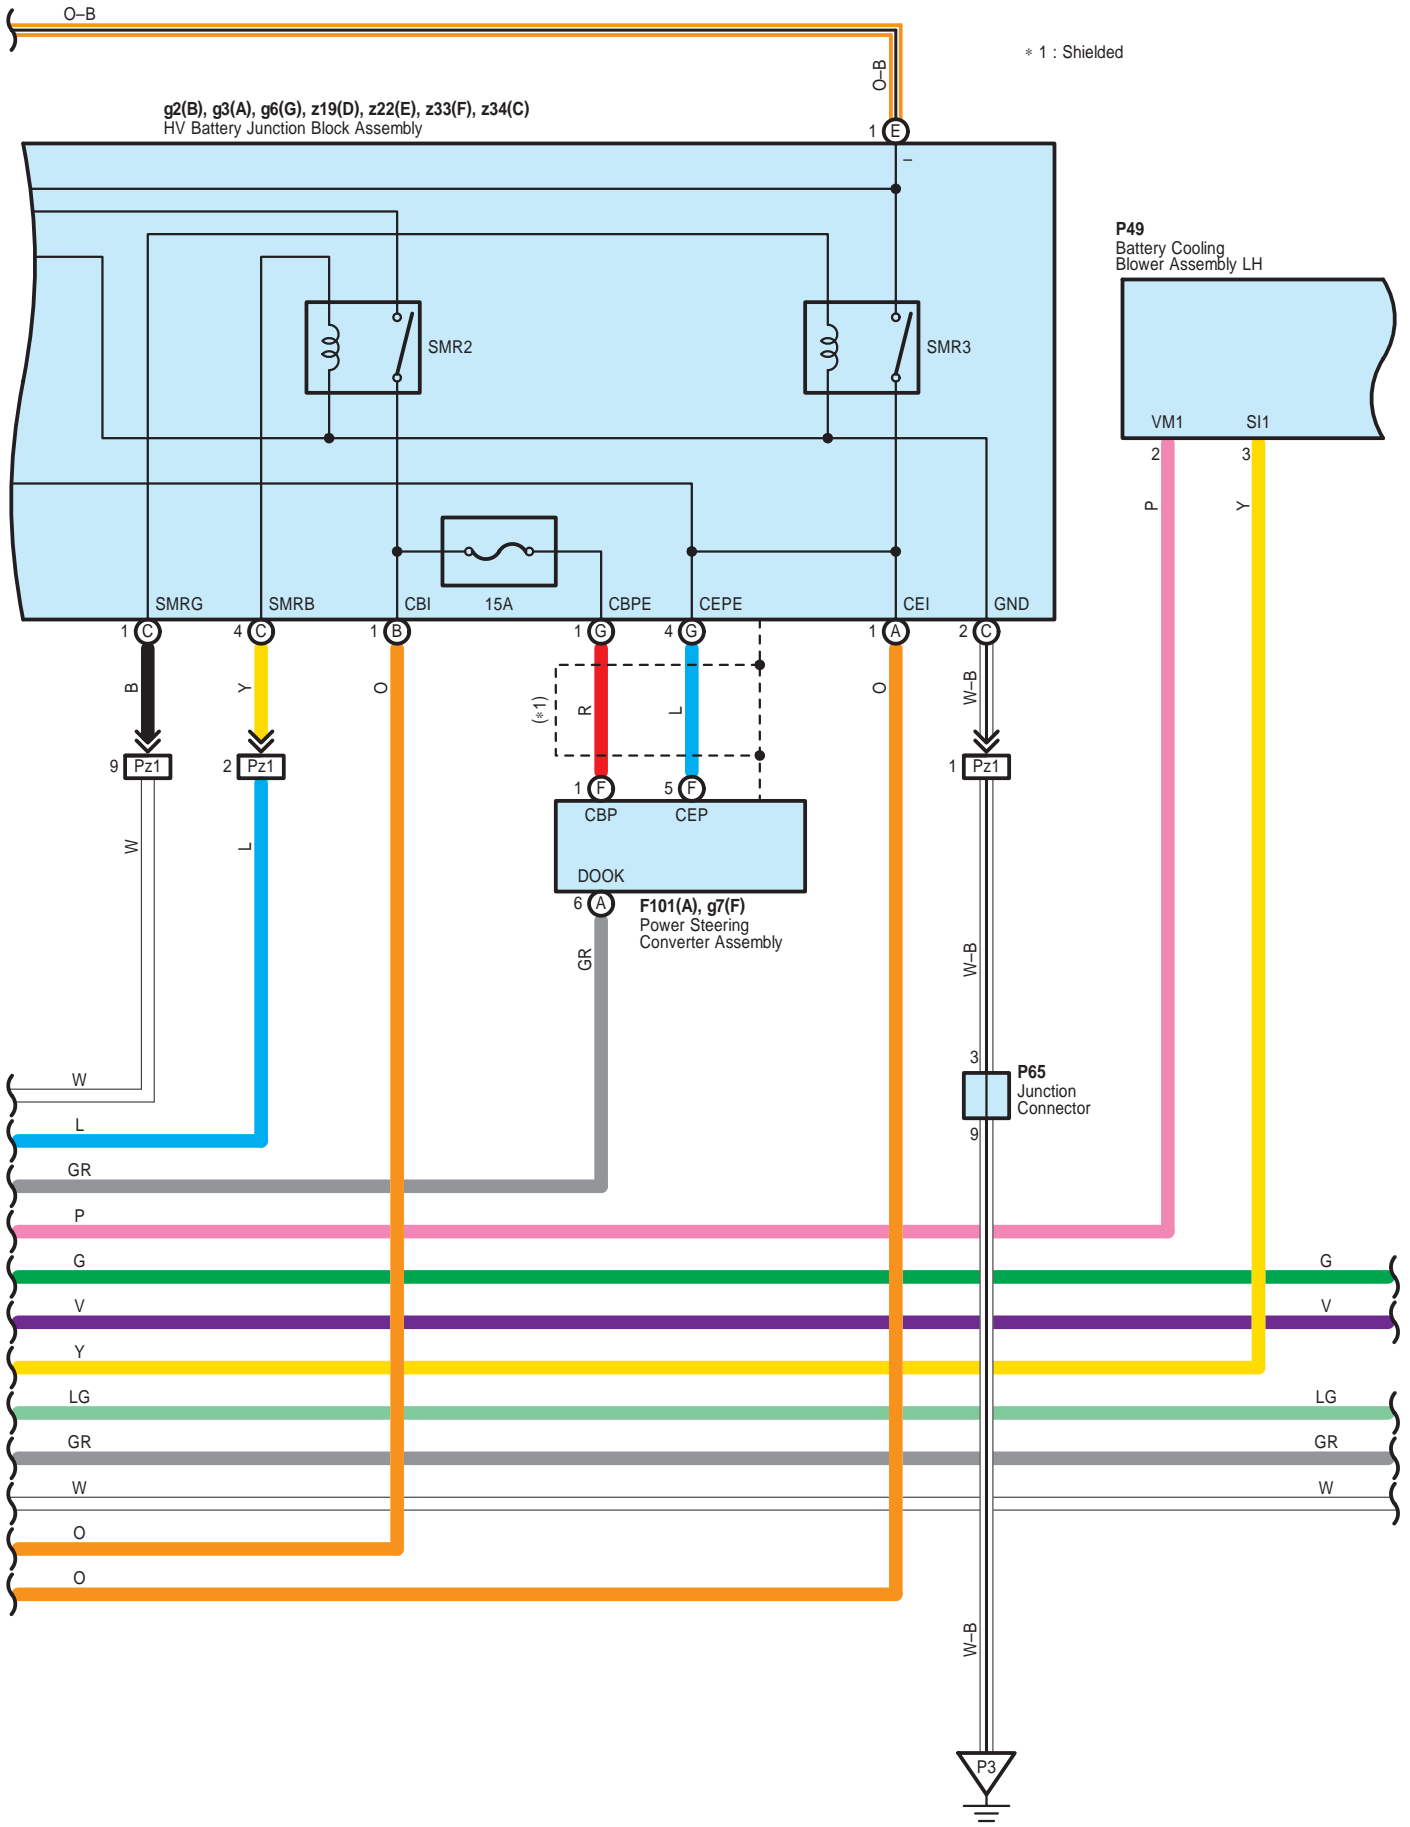 O–B
* 1 : Shielded
O–B
g2(B), g3(A), g6(G), z19(D), z22(E), z33(F), z34(C)
HV Battery Junction Block Assembly
1 E
–
P49
Battery Cooling
Blower Assembly LH
SMR2
SMR3
VM1 SI1
2 3
P Y
SMRG SMRB CBI 15A CBPE CEPE CEI GND
1 C 4 C 1 B 1 G 4 G 1 A 2 C
B Y O (*1) R L O W–B
9 Pz1 2 Pz1 1 Pz1
1 F 5 F
CBP CEP
W L
DOOK
6 A
F101(A), g7(F)
Power Steering
Converter Assembly
GR
W–B
3
P65
Junction
Connector
9
W
L
GR
P
G G
V V
Y
LG LG
GR GR
W W
O
O
W–B
P3